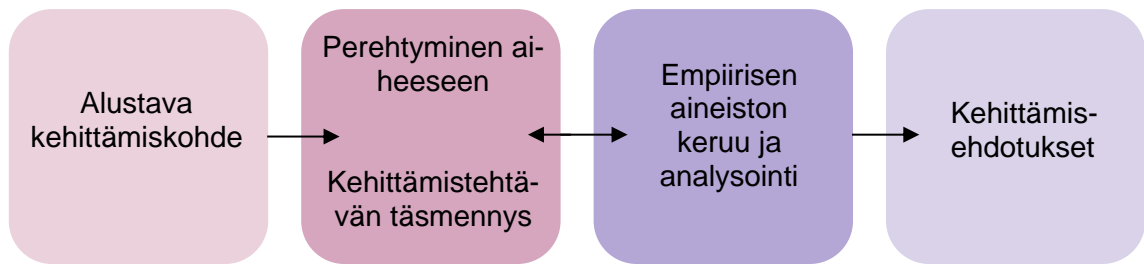 Alustava
kehittämiskohde
Perehtyminen ai-
heeseen
Kehittämistehtä-
vän täsmennys
Empiirisen
aineiston
keruu ja
analysointi
Kehittämis-
ehdotukset